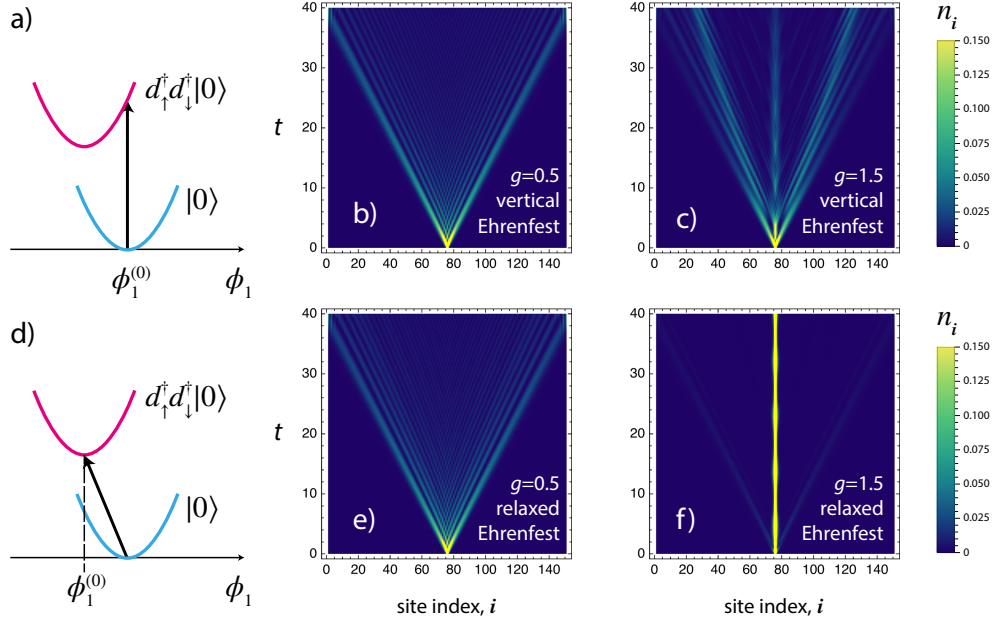 a)
d†↑d†↓|0⟩
|0⟩
ϕ1(0)
ϕ1
t
40
30
20
10
0
b)
g=0.5
vertical
Ehrenfest
0 20 40 60 80 100 120 140
40
30
20
10
0
c)
g=1.5
vertical
Ehrenfest
0 20 40 60 80 100 120 140
ni
0.150
0.125
0.100
0.075
0.050
0.025
0
d)
d†↑d†↓|0⟩
|0⟩
ϕ1(0)
ϕ1
t
40
30
20
10
0
e)
g=0.5
relaxed
Ehrenfest
0 20 40 60 80 100 120 140
site index, i
40
30
20
10
0
f)
g=1.5
relaxed
Ehrenfest
0 20 40 60 80 100 120 140
site index, i
ni
0.150
0.125
0.100
0.075
0.050
0.025
0